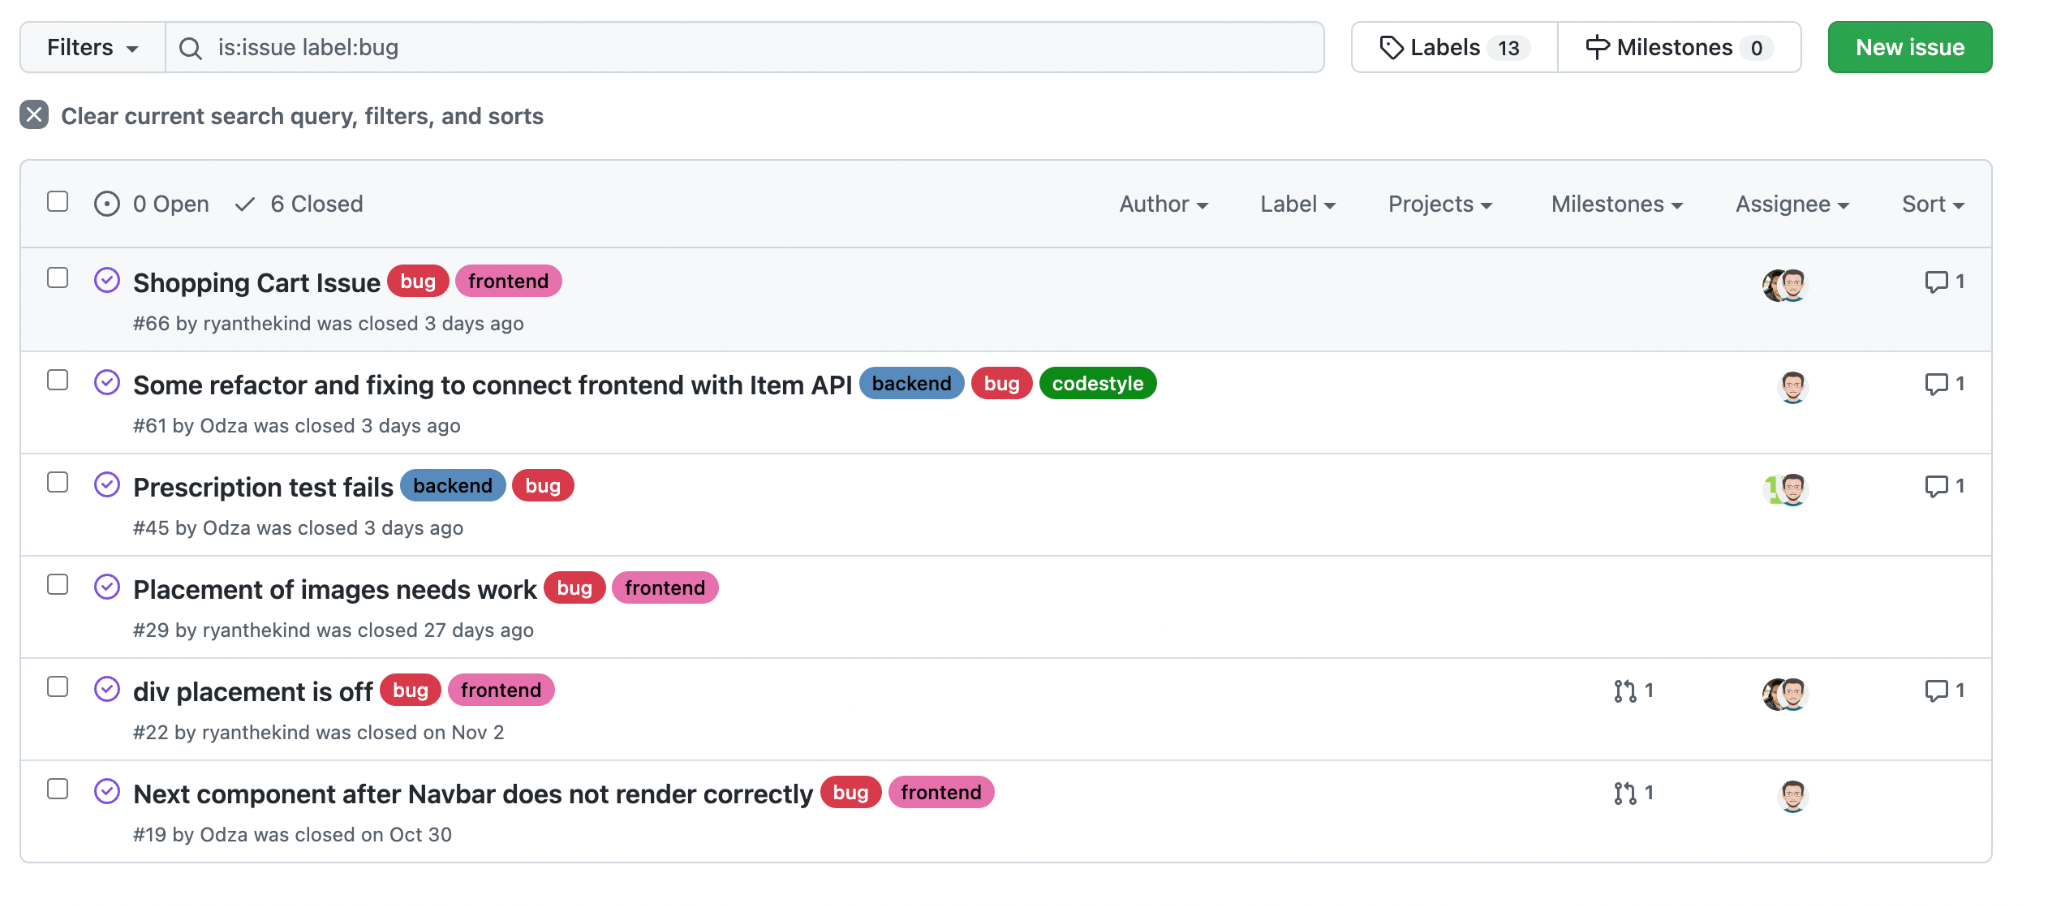 Filters is:issue label:bug Labels 13 Milestones 0 New issue
Clear current search query, filters, and sorts
0 Open 6 Closed Author Label Projects Milestones Assignee Sort
Shopping Cart Issue bug frontend 1
#66 by ryanthekind was closed 3 days ago
Some refactor and fixing to connect frontend with Item API backend bug codestyle 1
#61 by Odza was closed 3 days ago
Prescription test fails backend bug 1
#45 by Odza was closed 3 days ago
Placement of images needs work bug frontend
#29 by ryanthekind was closed 27 days ago
div placement is off bug frontend 1 1
#22 by ryanthekind was closed on Nov 2
Next component after Navbar does not render correctly bug frontend 1
#19 by Odza was closed on Oct 30